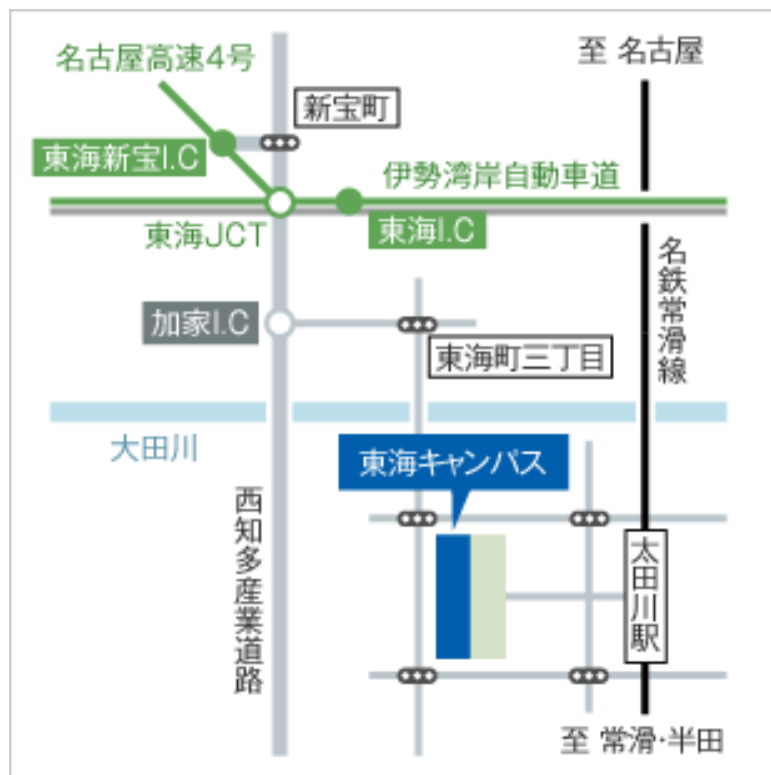 名古屋高速4号
至 名古屋
新宝町
東海新宝I.C
伊勢湾岸自動車道
東海JCT
東海I.C
名鉄常滑線
加家I.C
東海町三丁目
大田川
東海キャンパス
西知多産業道路
太田川駅
至 常滑・半田